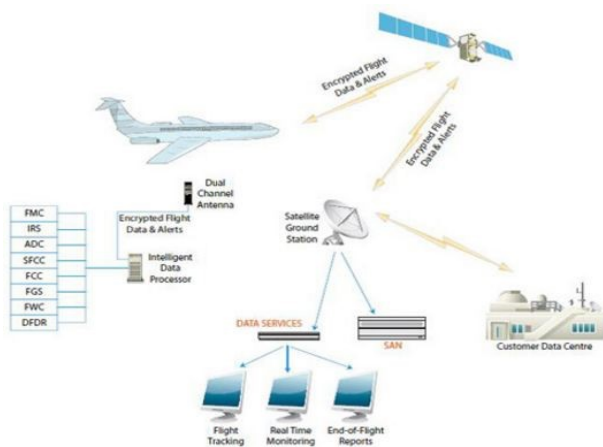 Encrypted Flight
Data & Alerts
Encrypted Flight
Data & Alerts
Dual
Channel
Antenna
FMC
IRS
ADC
SFCC
FCC
FGS
FWC
DFDR
Encrypted Flight
Data & Alerts
Intelligent
Data
Processor
Satellite
Ground
Station
DATA SERVICES
SAN
Customer Data Centre
Flight
Tracking
Real Time
Monitoring
End-of-Flight
Reports